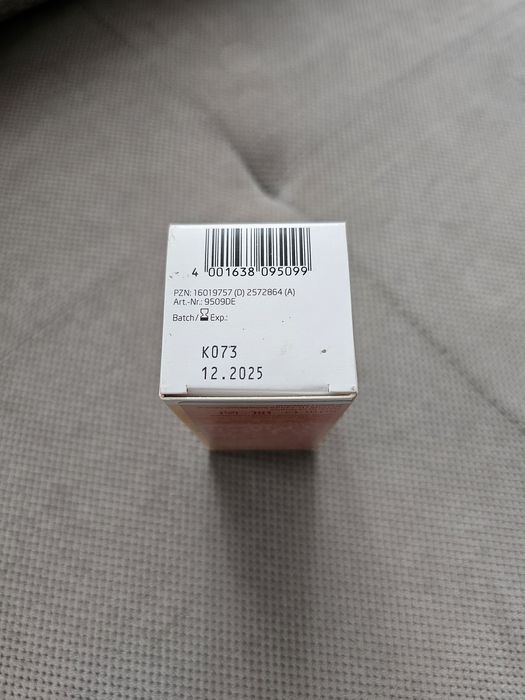 4 001638 095099
PZN: 16019757 (D) 2572864 (A)
Art.-Nr.: 9509DE
Batch/ Exp.:
K073
12.2025